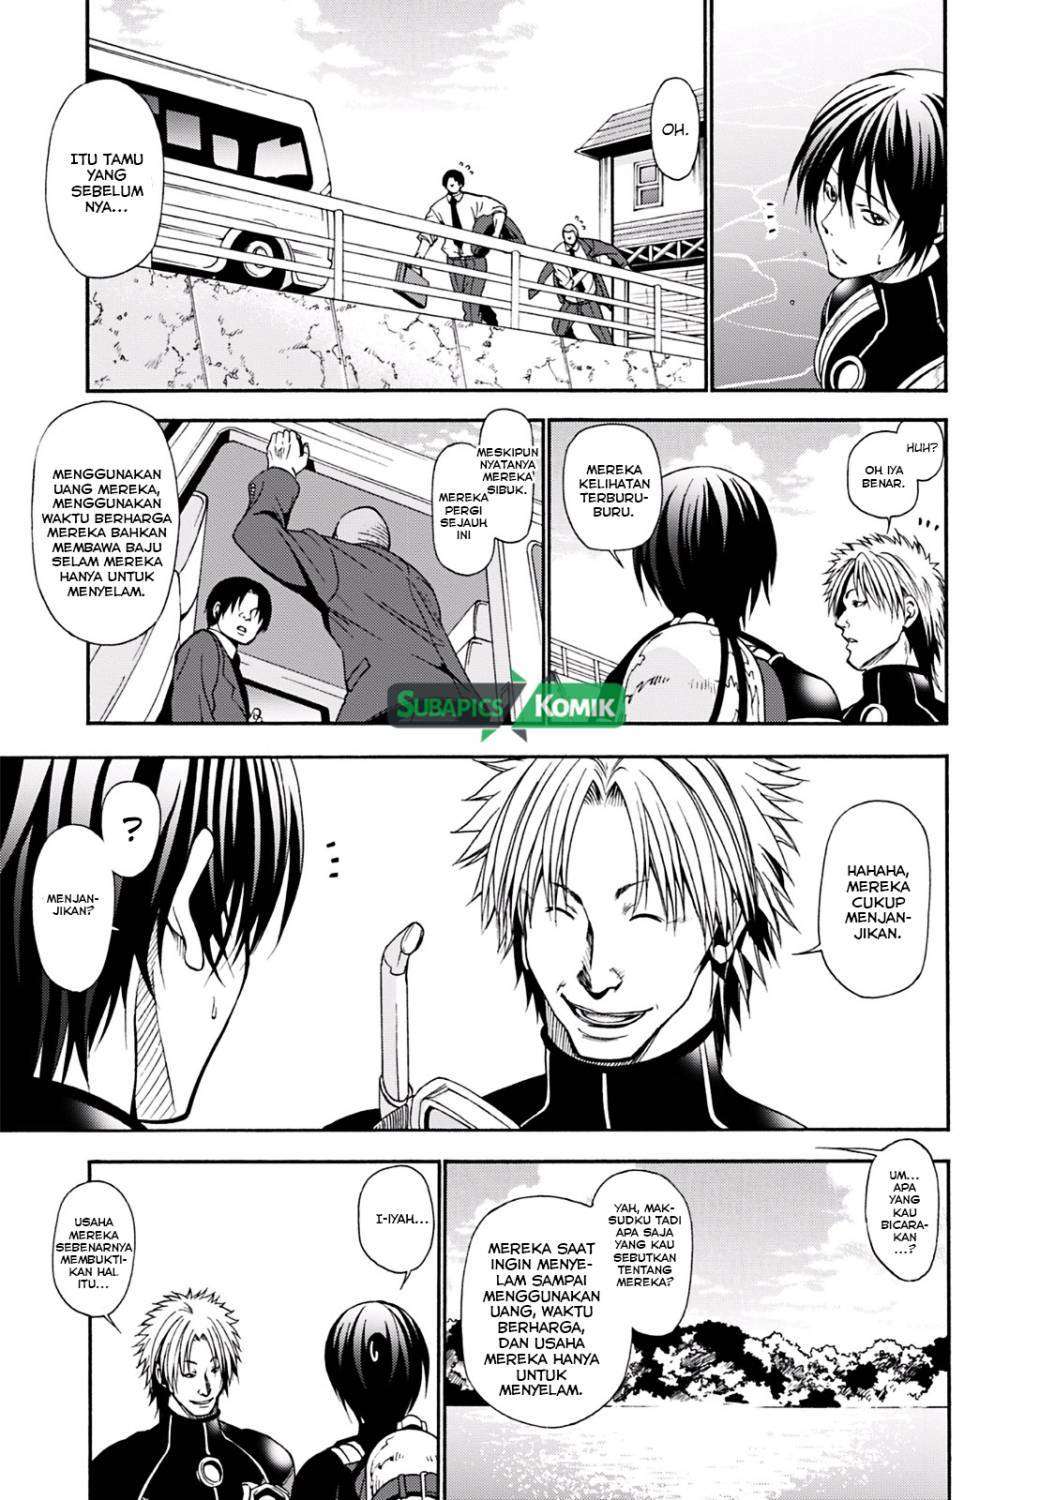 OH.
ITU TAMU
YANG
SEBELUM
NYA...
HUH?
OH IYA
BENAR.
MEREKA
KELIHATAN
TERBURU-
BURU.
MESKIPUN
NYATANYA
MEREKA
SIBUK.
MEREKA
PERGI
SEJAUH
INI
MENGGUNAKAN
UANG MEREKA,
MENGGUNAKAN
WAKTU BERHARGA
MEREKA BAHKAN
MEMBAWA BAJU
SELAM MEREKA
HANYA UNTUK
MENYELAM.
SUBAPICS KOMIK
HAHAHA,
MEREKA
CUKUP
MENJAN-
JIKAN.
?
MENJAN-
JIKAN?
UM...
APA
YANG
KAU
BICARA-
KAN
...?
YAH, MAK-
SUDKU TADI
APA SAJA
YANG KAU
SEBUTKAN
TENTANG
MEREKA?
MEREKA SAAT
INGIN MENYE-
LAM SAMPAI
MENGGUNAKAN
UANG, WAKTU
BERHARGA,
DAN USAHA
MEREKA HANYA
UNTUK
MENYELAM.
I-IYAH...
USAHA
MEREKA
SEBENARNYA
MEMBUKTI-
KAN HAL
ITU...